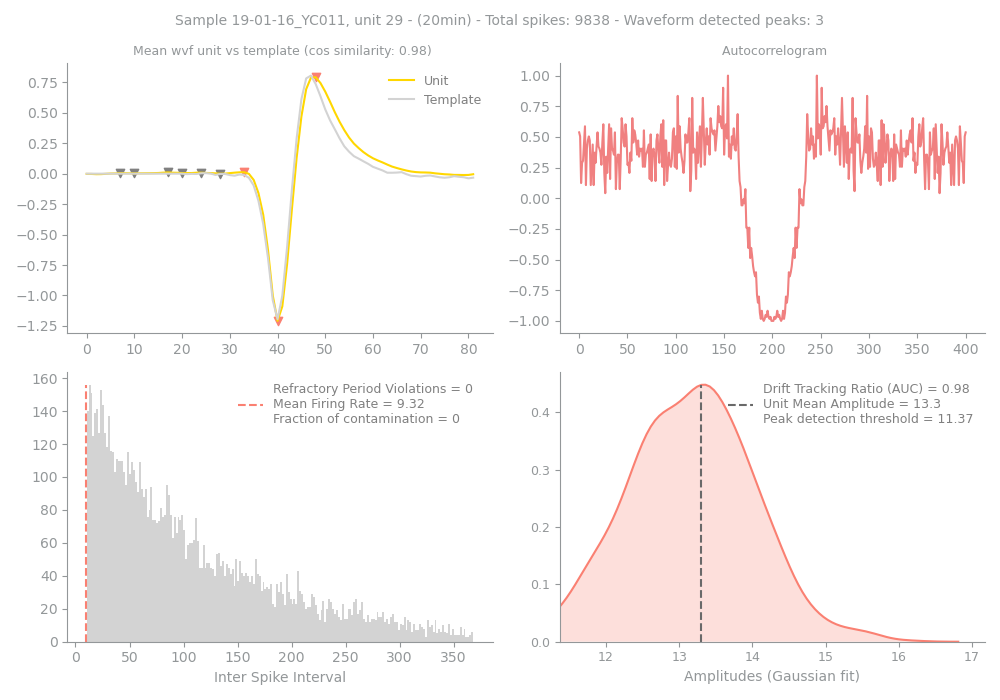 Sample 19-01-16_YC011, unit 29 - (20min) - Total spikes: 9838 - Waveform detected peaks: 3
Mean wvf unit vs template (cos similarity: 0.98)
Unit
Template
0.75
0.50
0.25
0.00
−0.25
−0.50
−0.75
−1.00
−1.25
0 10 20 30 40 50 60 70 80
Autocorrelogram
1.00
0.75
0.50
0.25
0.00
−0.25
−0.50
−0.75
−1.00
0 50 100 150 200 250 300 350 400
Refractory Period Violations = 0
Mean Firing Rate = 9.32
Fraction of contamination = 0
160
140
120
100
80
60
40
20
0
0 50 100 150 200 250 300 350
Inter Spike Interval
Drift Tracking Ratio (AUC) = 0.98
Unit Mean Amplitude = 13.3
Peak detection threshold = 11.37
0.4
0.3
0.2
0.1
0.0
12 13 14 15 16 17
Amplitudes (Gaussian fit)